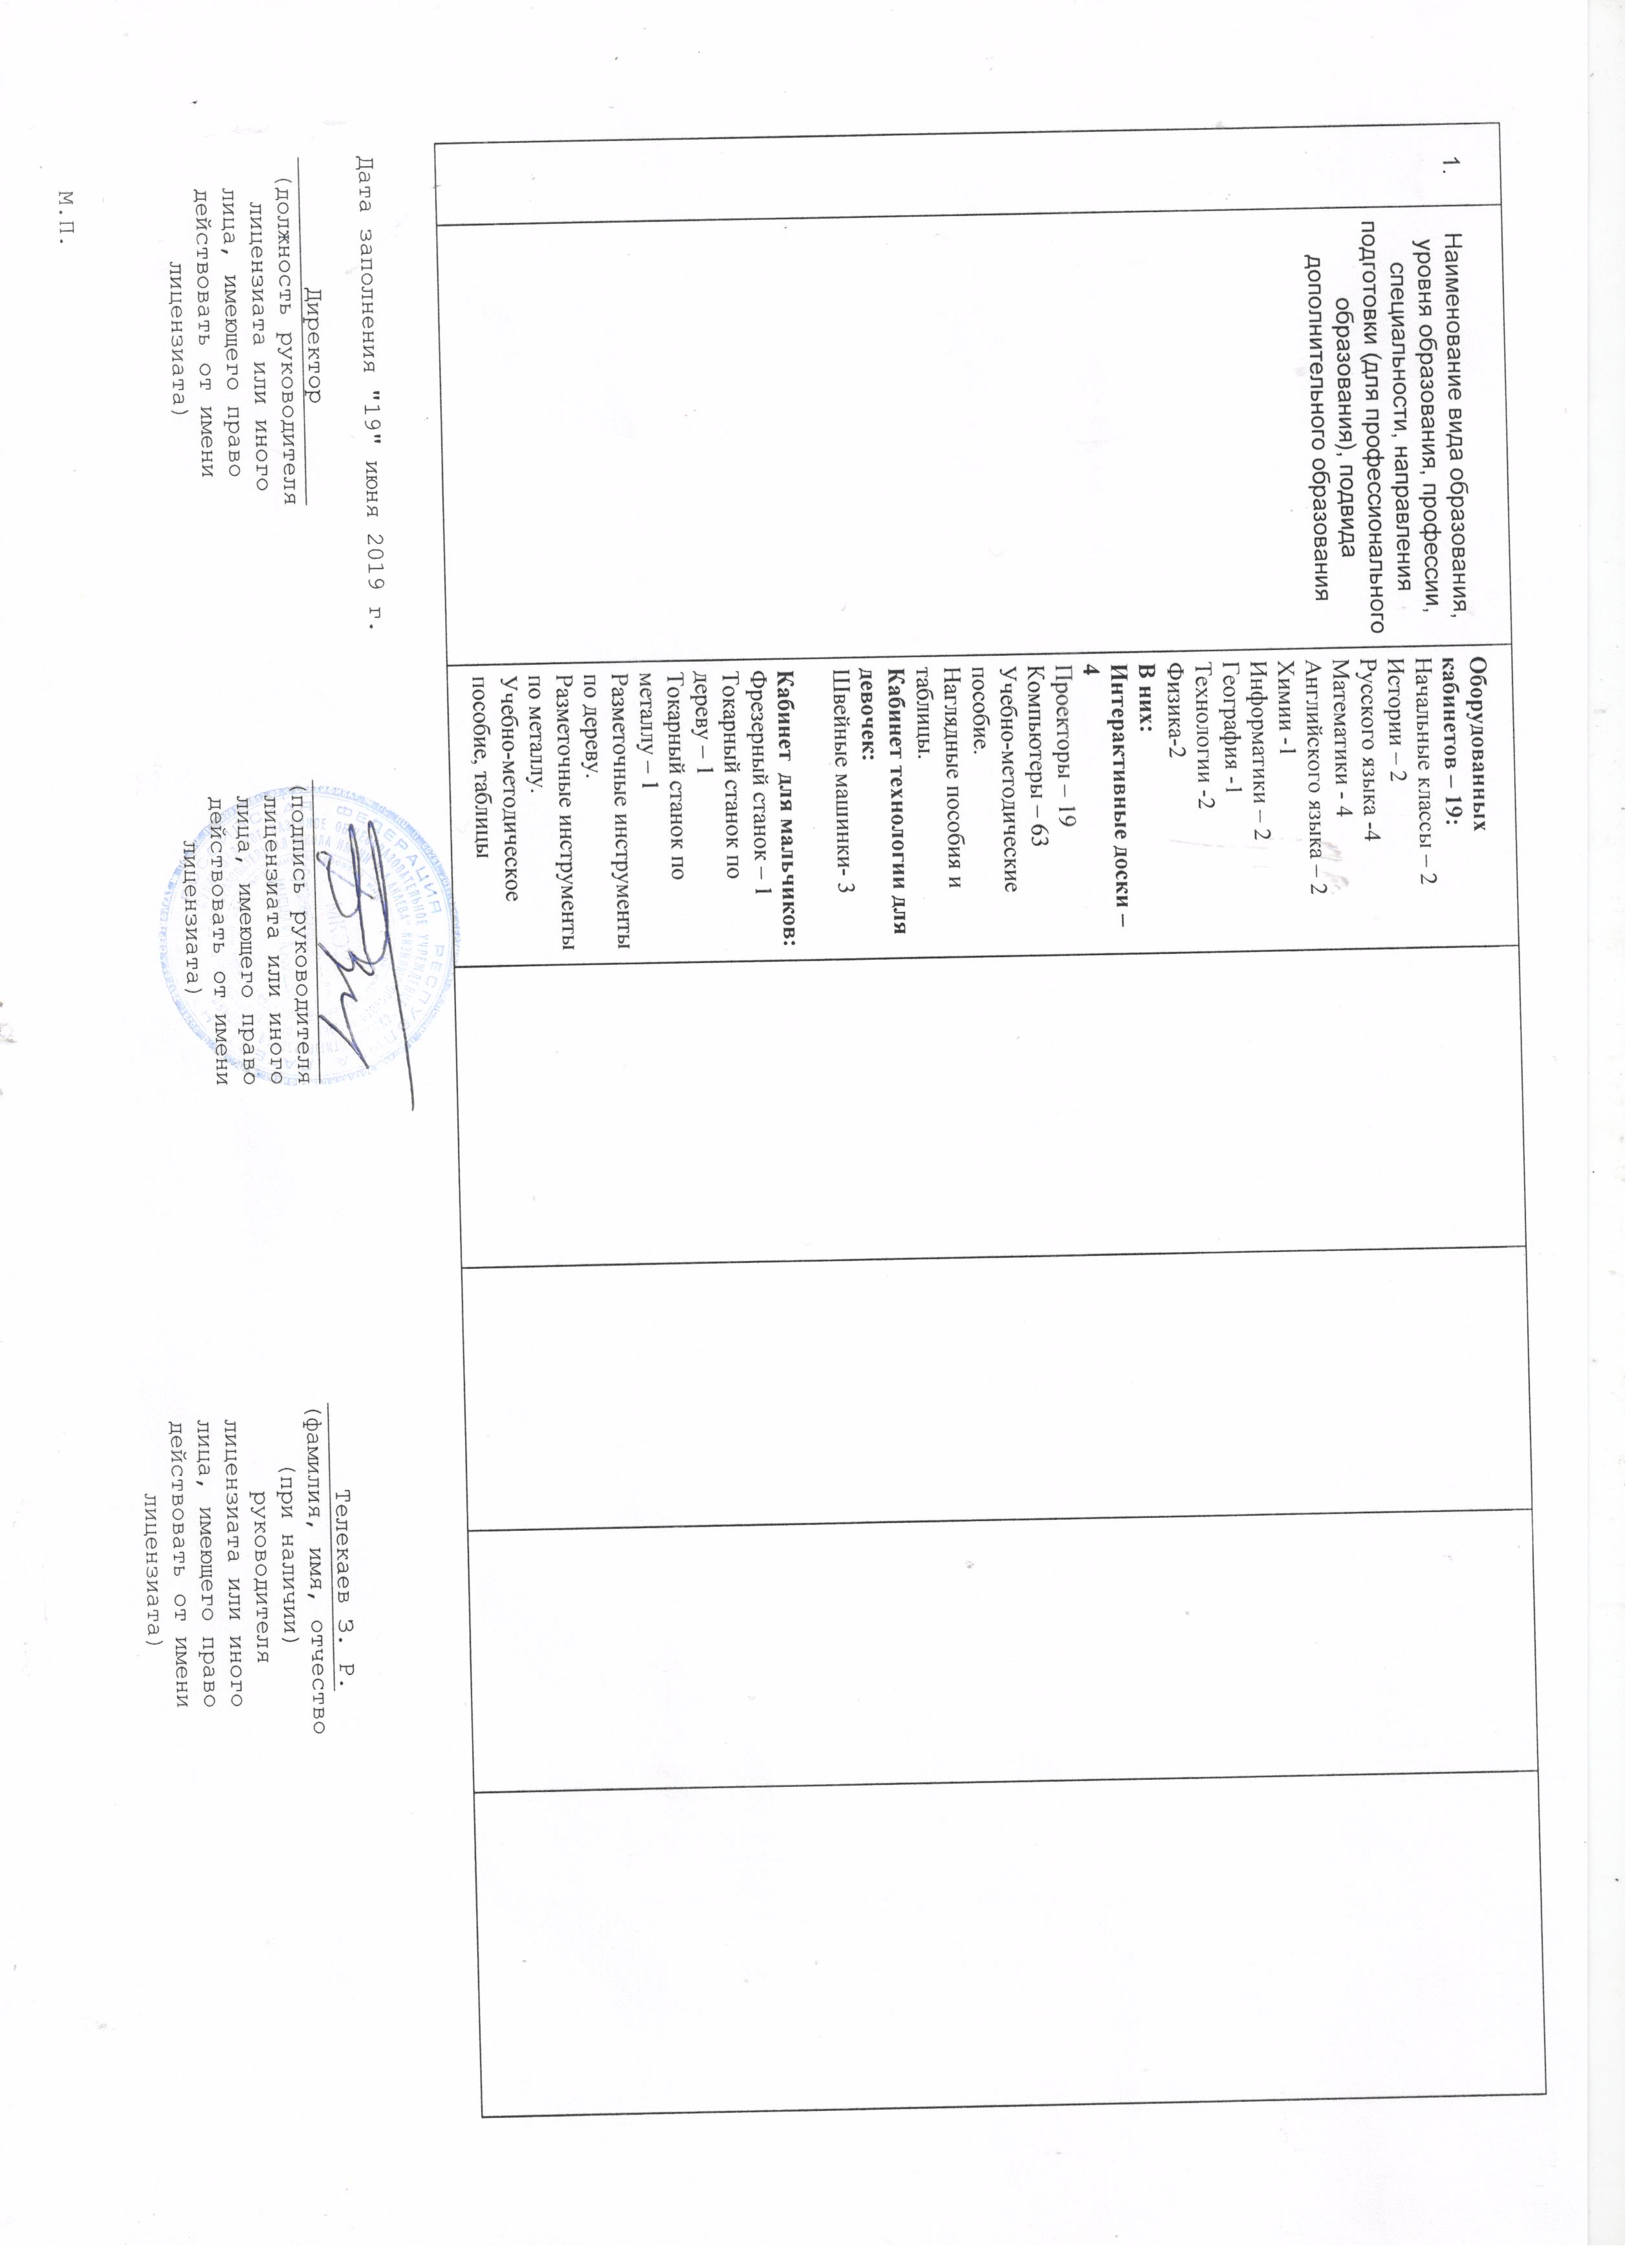 1.
Наименование вида образования,
уровня образования, профессии,
специальности, направления
подготовки (для профессионального
образования), подвида
дополнительного образования
Оборудованных
кабинетов – 19:
Начальные классы – 2
Истории – 2
Русского языка -4
Математики - 4
Английского языка – 2
Химии -1
Информатики – 2
География -1
Технологии -2
Физика-2
В них:
Интерактивные доски –
4
Проекторы – 19
Компьютеры – 63
Учебно-методические
пособие.
Наглядные пособия и
таблицы.
Кабинет технологии для
девочек:
Швейные машинки- 3
Кабинет для мальчиков:
Фрезерный станок – 1
Токарный станок по
дереву – 1
Токарный станок по
металлу – 1
Разметочные инструменты
по дереву.
Разметочные инструменты
по металлу.
Учебно-методическое
пособие, таблицы
Дата заполнения "19" июня 2019 г.
Директор
(должность руководителя
лицензиата или иного
лица, имеющего право
действовать от имени
лицензиата)
(подпись руководителя
лицензиата или иного
лица, имеющего право
действовать от имени
лицензиата)
Телекаев З. Р.
(фамилия, имя, отчество
(при наличии)
руководителя
лицензиата или иного
лица, имеющего право
действовать от имени
лицензиата)
М.П.